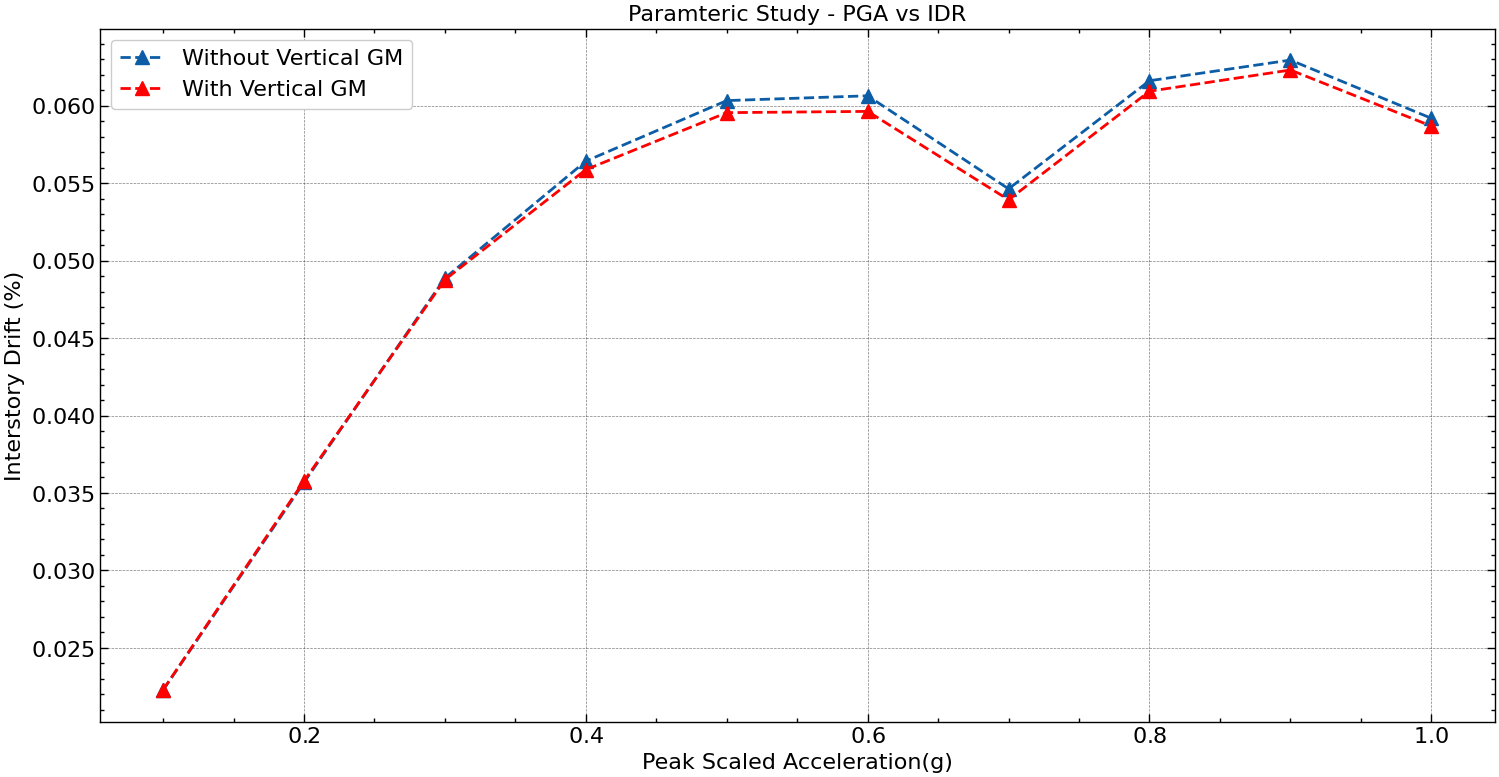 Paramteric Study - PGA vs IDR
Without Vertical GM
With Vertical GM
Interstory Drift (%)
0.060
0.055
0.050
0.045
0.040
0.035
0.030
0.025
0.2
0.4
0.6
0.8
1.0
Peak Scaled Acceleration(g)